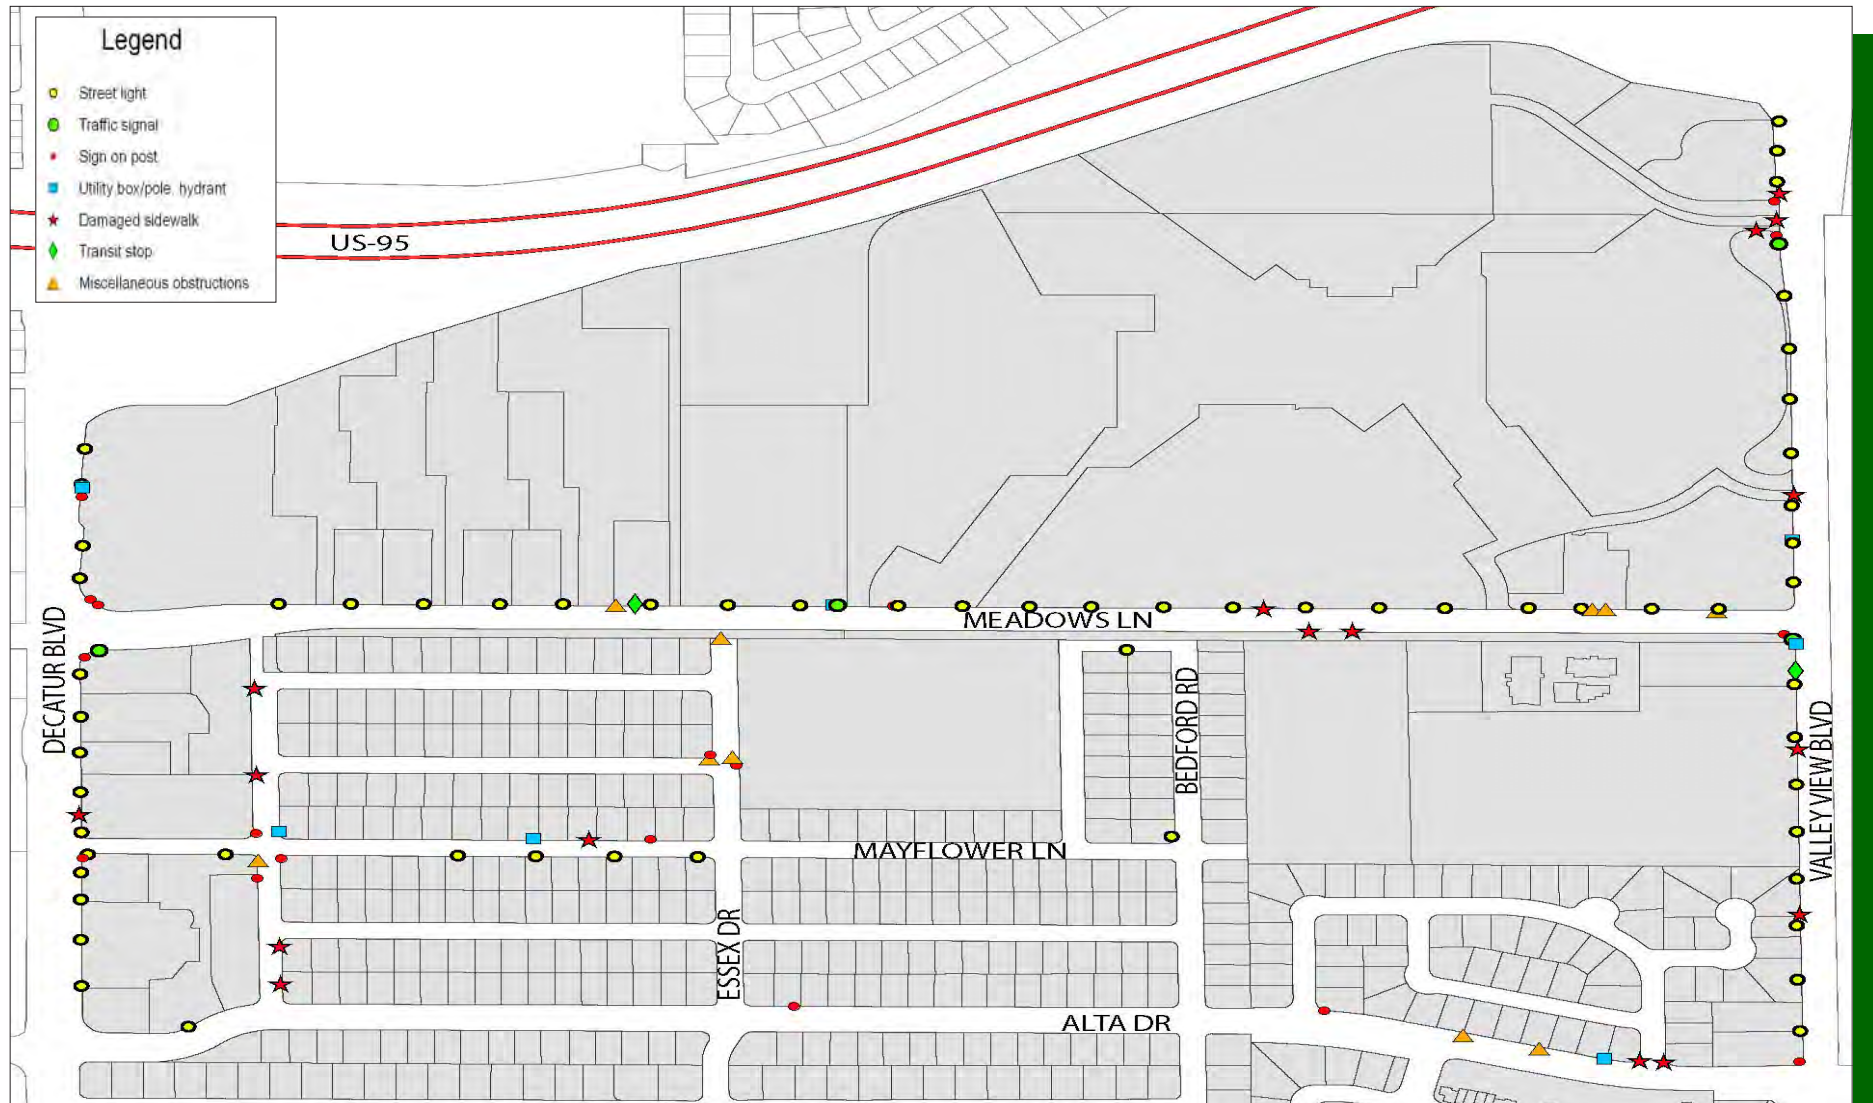 Legend
Street light
Traffic signal
Sign on post
Utility box/pole. hydrant
Damaged sidewalk
Transit stop
Miscellaneous obstructions
US-95
MEADOWS LN
DECATUR BLVD
BEDFORD RD
VALLEY VIEW BLVD
MAYFLOWER LN
ESSEX DR
ALTA DR